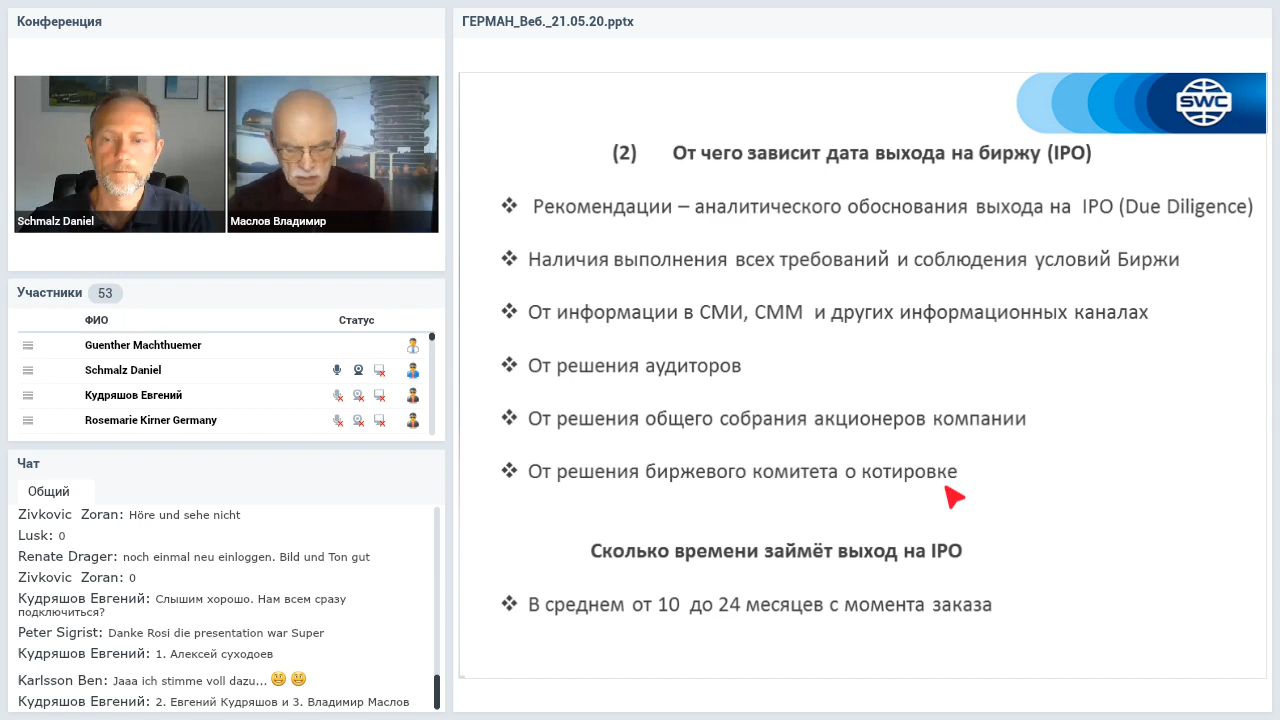 Конференция
Schmalz Daniel
Маслов Владимир
Участники 53
ФИО Статус
Guenther Machthuemer
Schmalz Daniel
Кудряшов Евгений
Rosemarie Kirner Germany
Чат
Общий
Zivkovic Zoran: Höre und sehe nicht
Lusk: 0
Renate Drager: noch einmal neu einloggen. Bild und Ton gut
Zivkovic Zoran: 0
Кудряшов Евгений: Слышим хорошо. Нам всем сразу
подключиться?
Peter Sigrist: Danke Rosi die presentation war Super
Кудряшов Евгений: 1. Алексей суходоев
Karlsson Ben: Jaaa ich stimme voll dazu...
Кудряшов Евгений: 2. Евгений Кудряшов и 3. Владимир Маслов
ГЕРМАН_Веб._21.05.20.pptx
SWC
(2) От чего зависит дата выхода на биржу (IPO)
Рекомендации – аналитического обоснования выхода на IPO (Due Diligence)
Наличия выполнения всех требований и соблюдения условий Биржи
От информации в СМИ, СММ и других информационных каналах
От решения аудиторов
От решения общего собрания акционеров компании
От решения биржевого комитета о котировке
Сколько времени займёт выход на IPO
В среднем от 10 до 24 месяцев с момента заказа